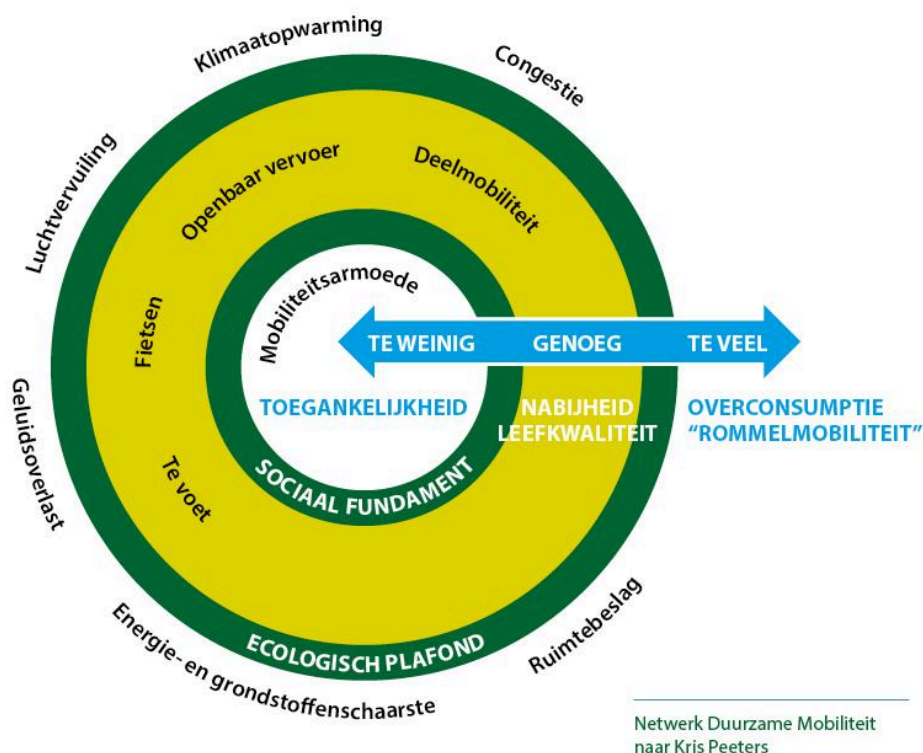 Klimaatopwarming
Congestie
Luchtvervuiling
Openbaar vervoer
Deelmobiliteit
Mobiliteitsarmoede
Fietsen
TE WEINIG
GENOEG
TE VEEL
TOEGANKELIJKHEID
NABIJHEID
LEEFKWALITEIT
OVERCONSUMPTIE
“ROMMELMOBILITEIT”
Geluidsoverlast
Te voet
SOCIAAL FUNDAMENT
Energie- en grondstoffenschaarste
ECOLOGISCH PLAFOND
Ruimtebeslag
Netwerk Duurzame Mobiliteit
naar Kris Peeters